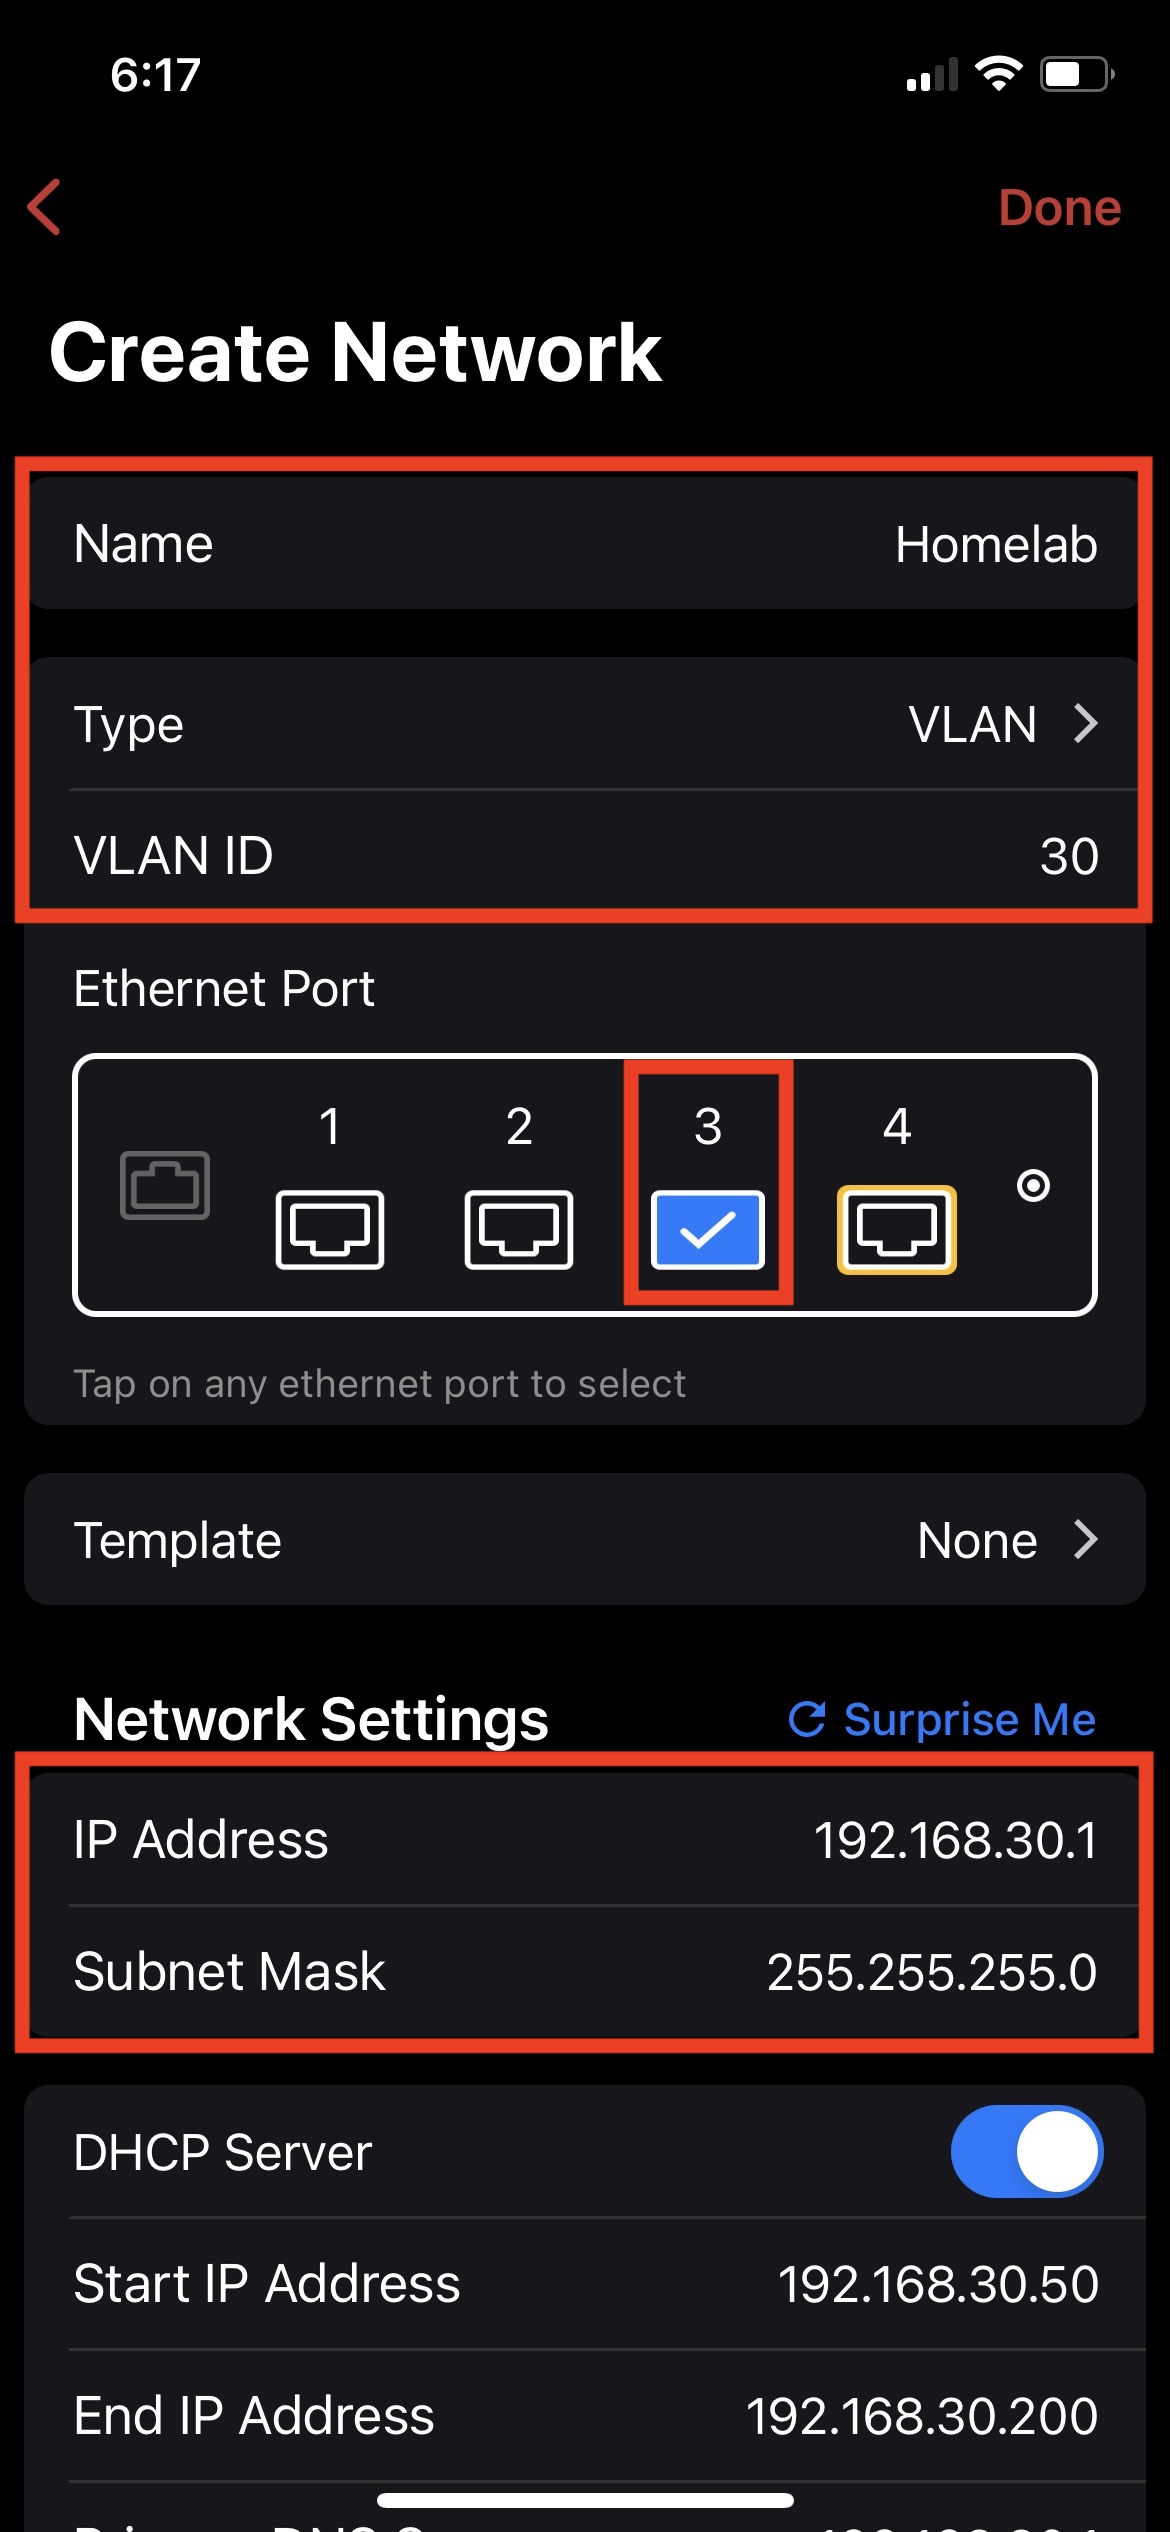 6:17
Done
Create Network
Name Homelab
Type VLAN
VLAN ID 30
Ethernet Port
1 2 3 4
Tap on any ethernet port to select
Template None
Network Settings Surprise Me
IP Address 192.168.30.1
Subnet Mask 255.255.255.0
DHCP Server
Start IP Address 192.168.30.50
End IP Address 192.168.30.200